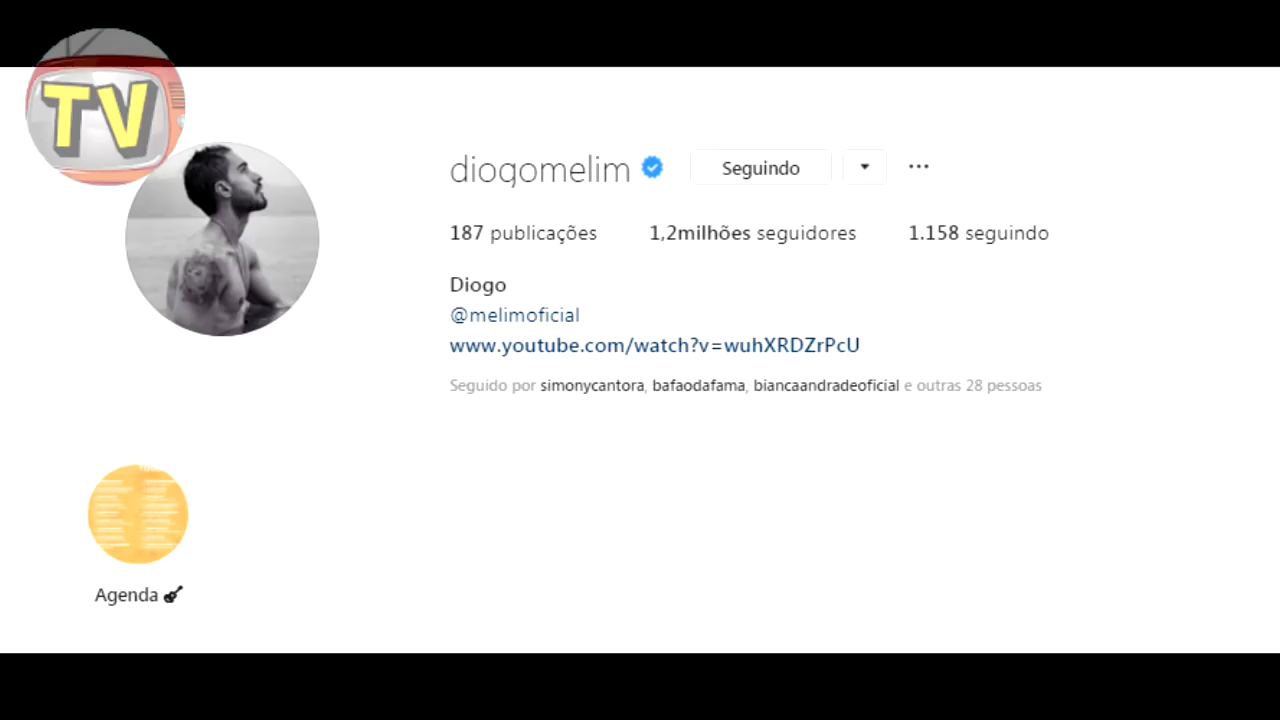 TV
diogomelim
Seguindo
187 publicações 1,2milhões seguidores 1.158 seguindo
Diogo
@melimoficial
www.youtube.com/watch?v=wuhXRDZrPcU
Seguido por simonycantora, bafaodafama, biancaandradeoficial e outras 28 pessoas
Agenda